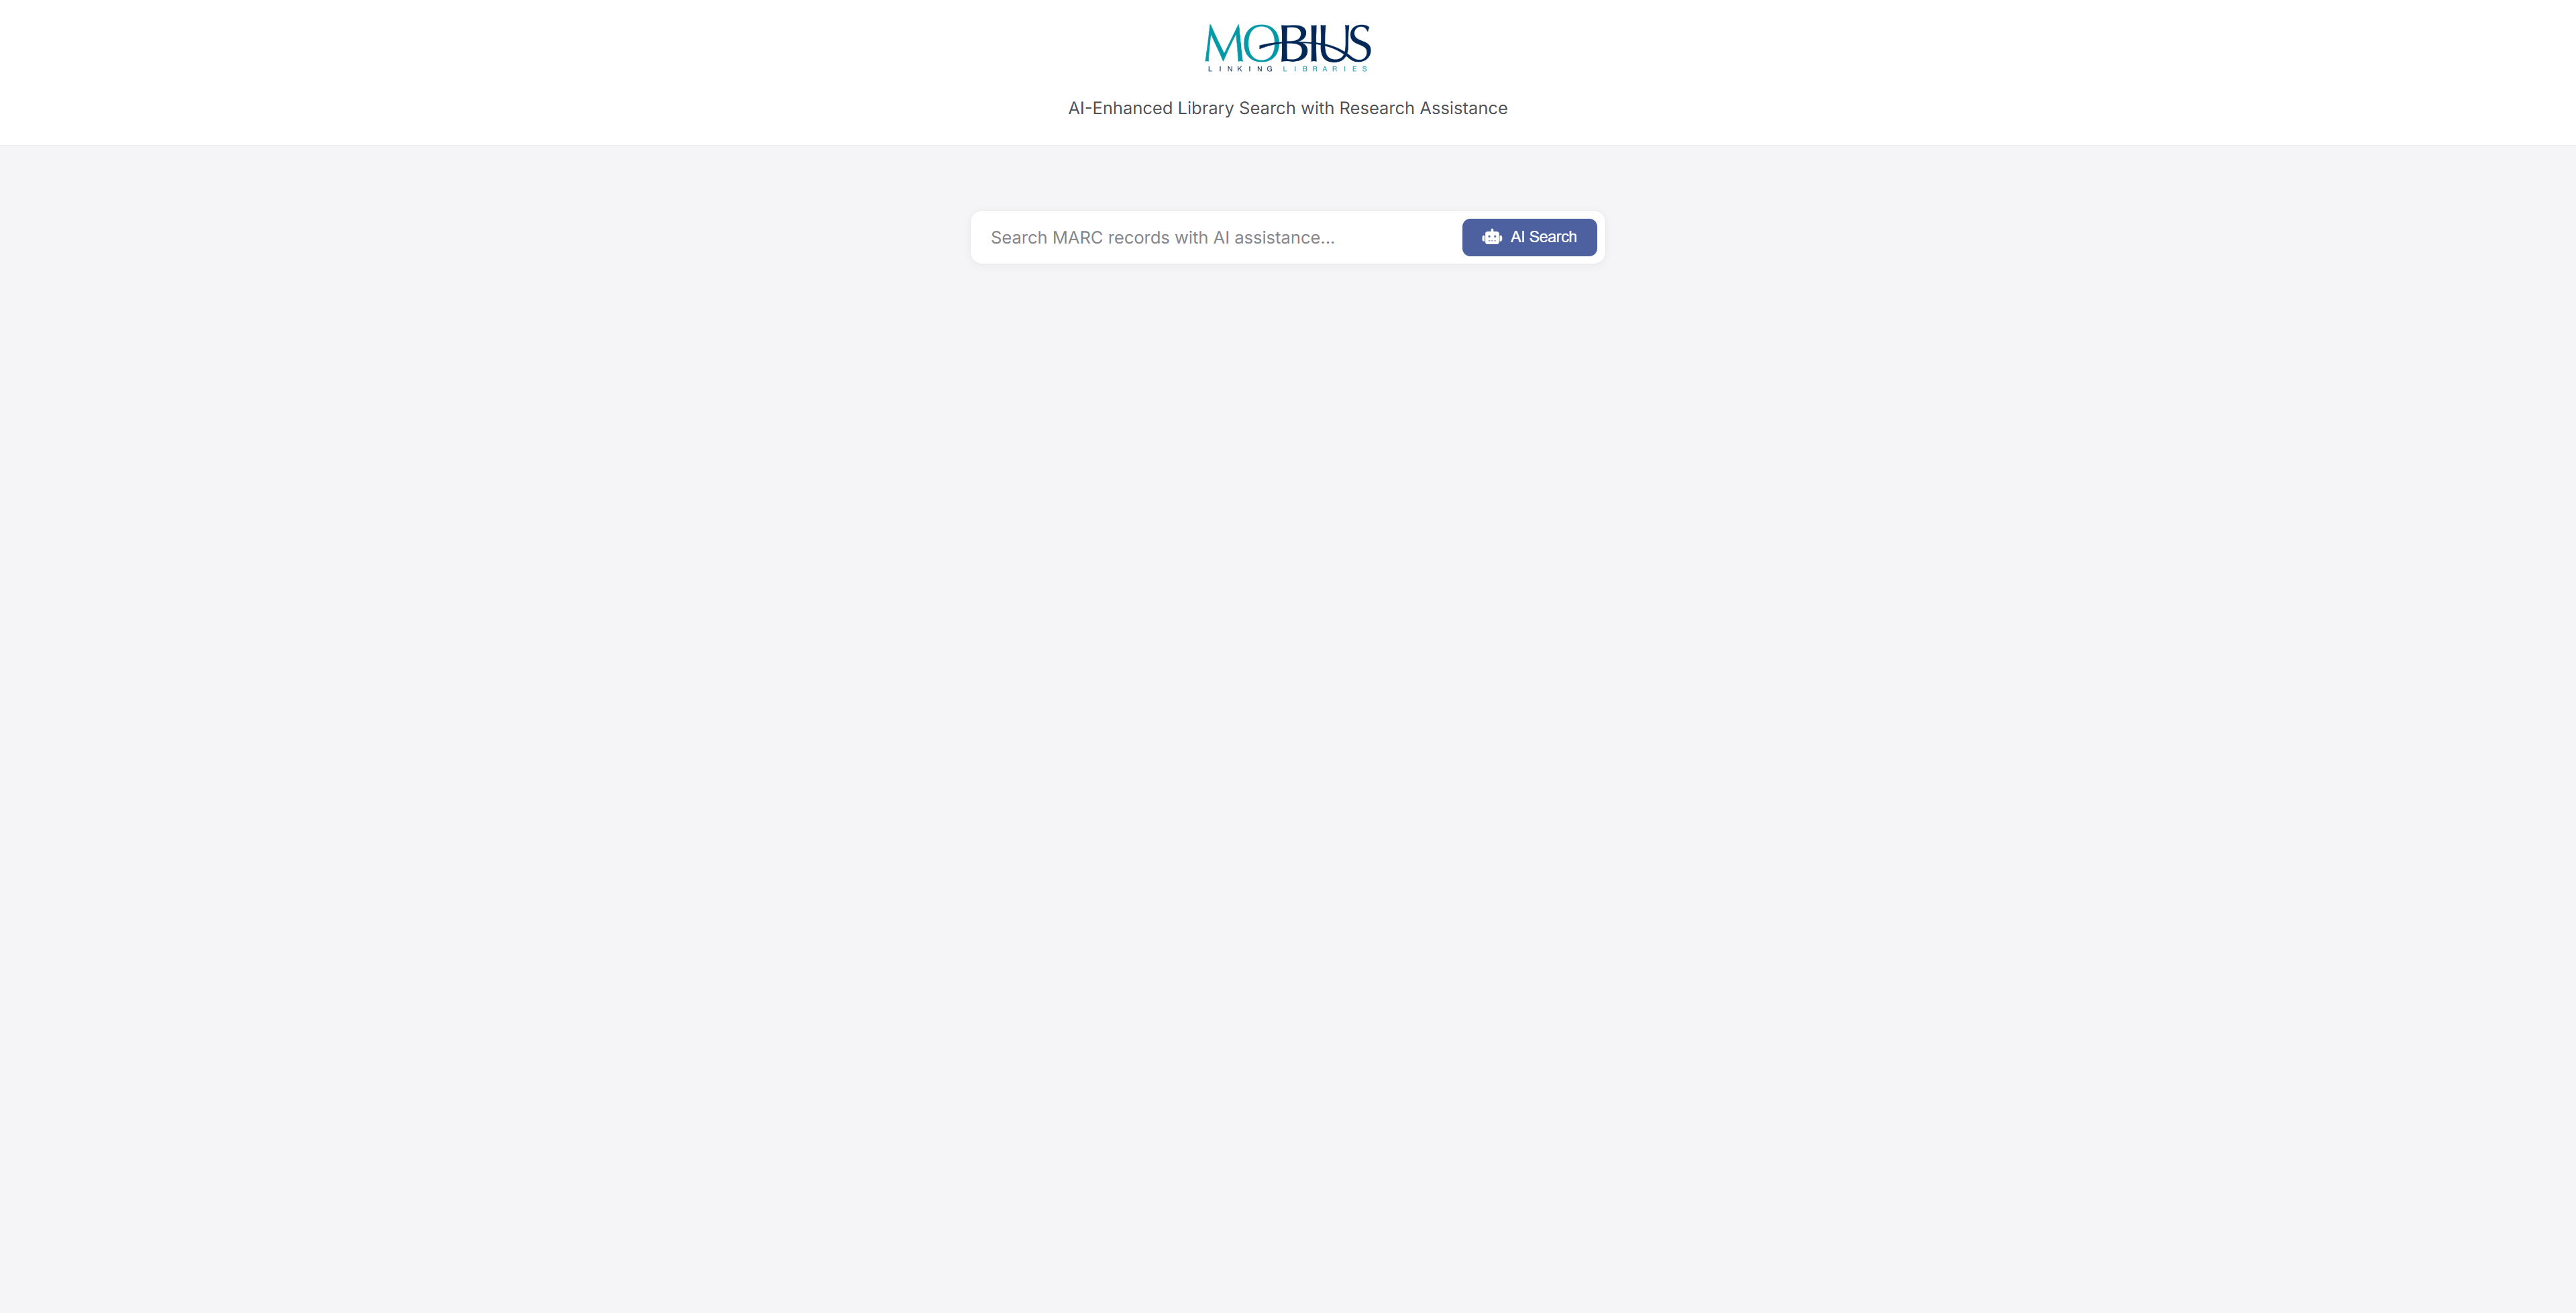 MOBIUS
LINKING LIBRARIES
AI-Enhanced Library Search with Research Assistance
Search MARC records with AI assistance...
AI Search